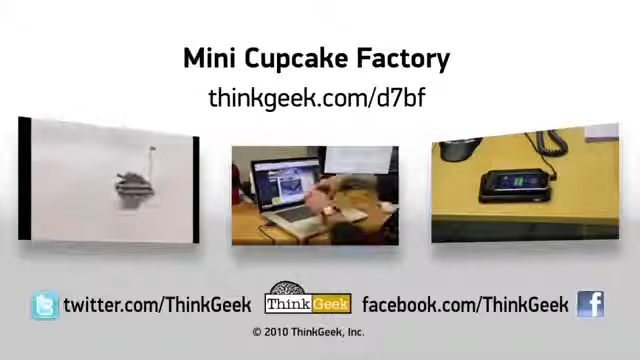 Mini Cupcake Factory
thinkgeek.com/d7bf
twitter.com/ThinkGeek
ThinkGeek
facebook.com/ThinkGeek
© 2010 ThinkGeek, Inc.